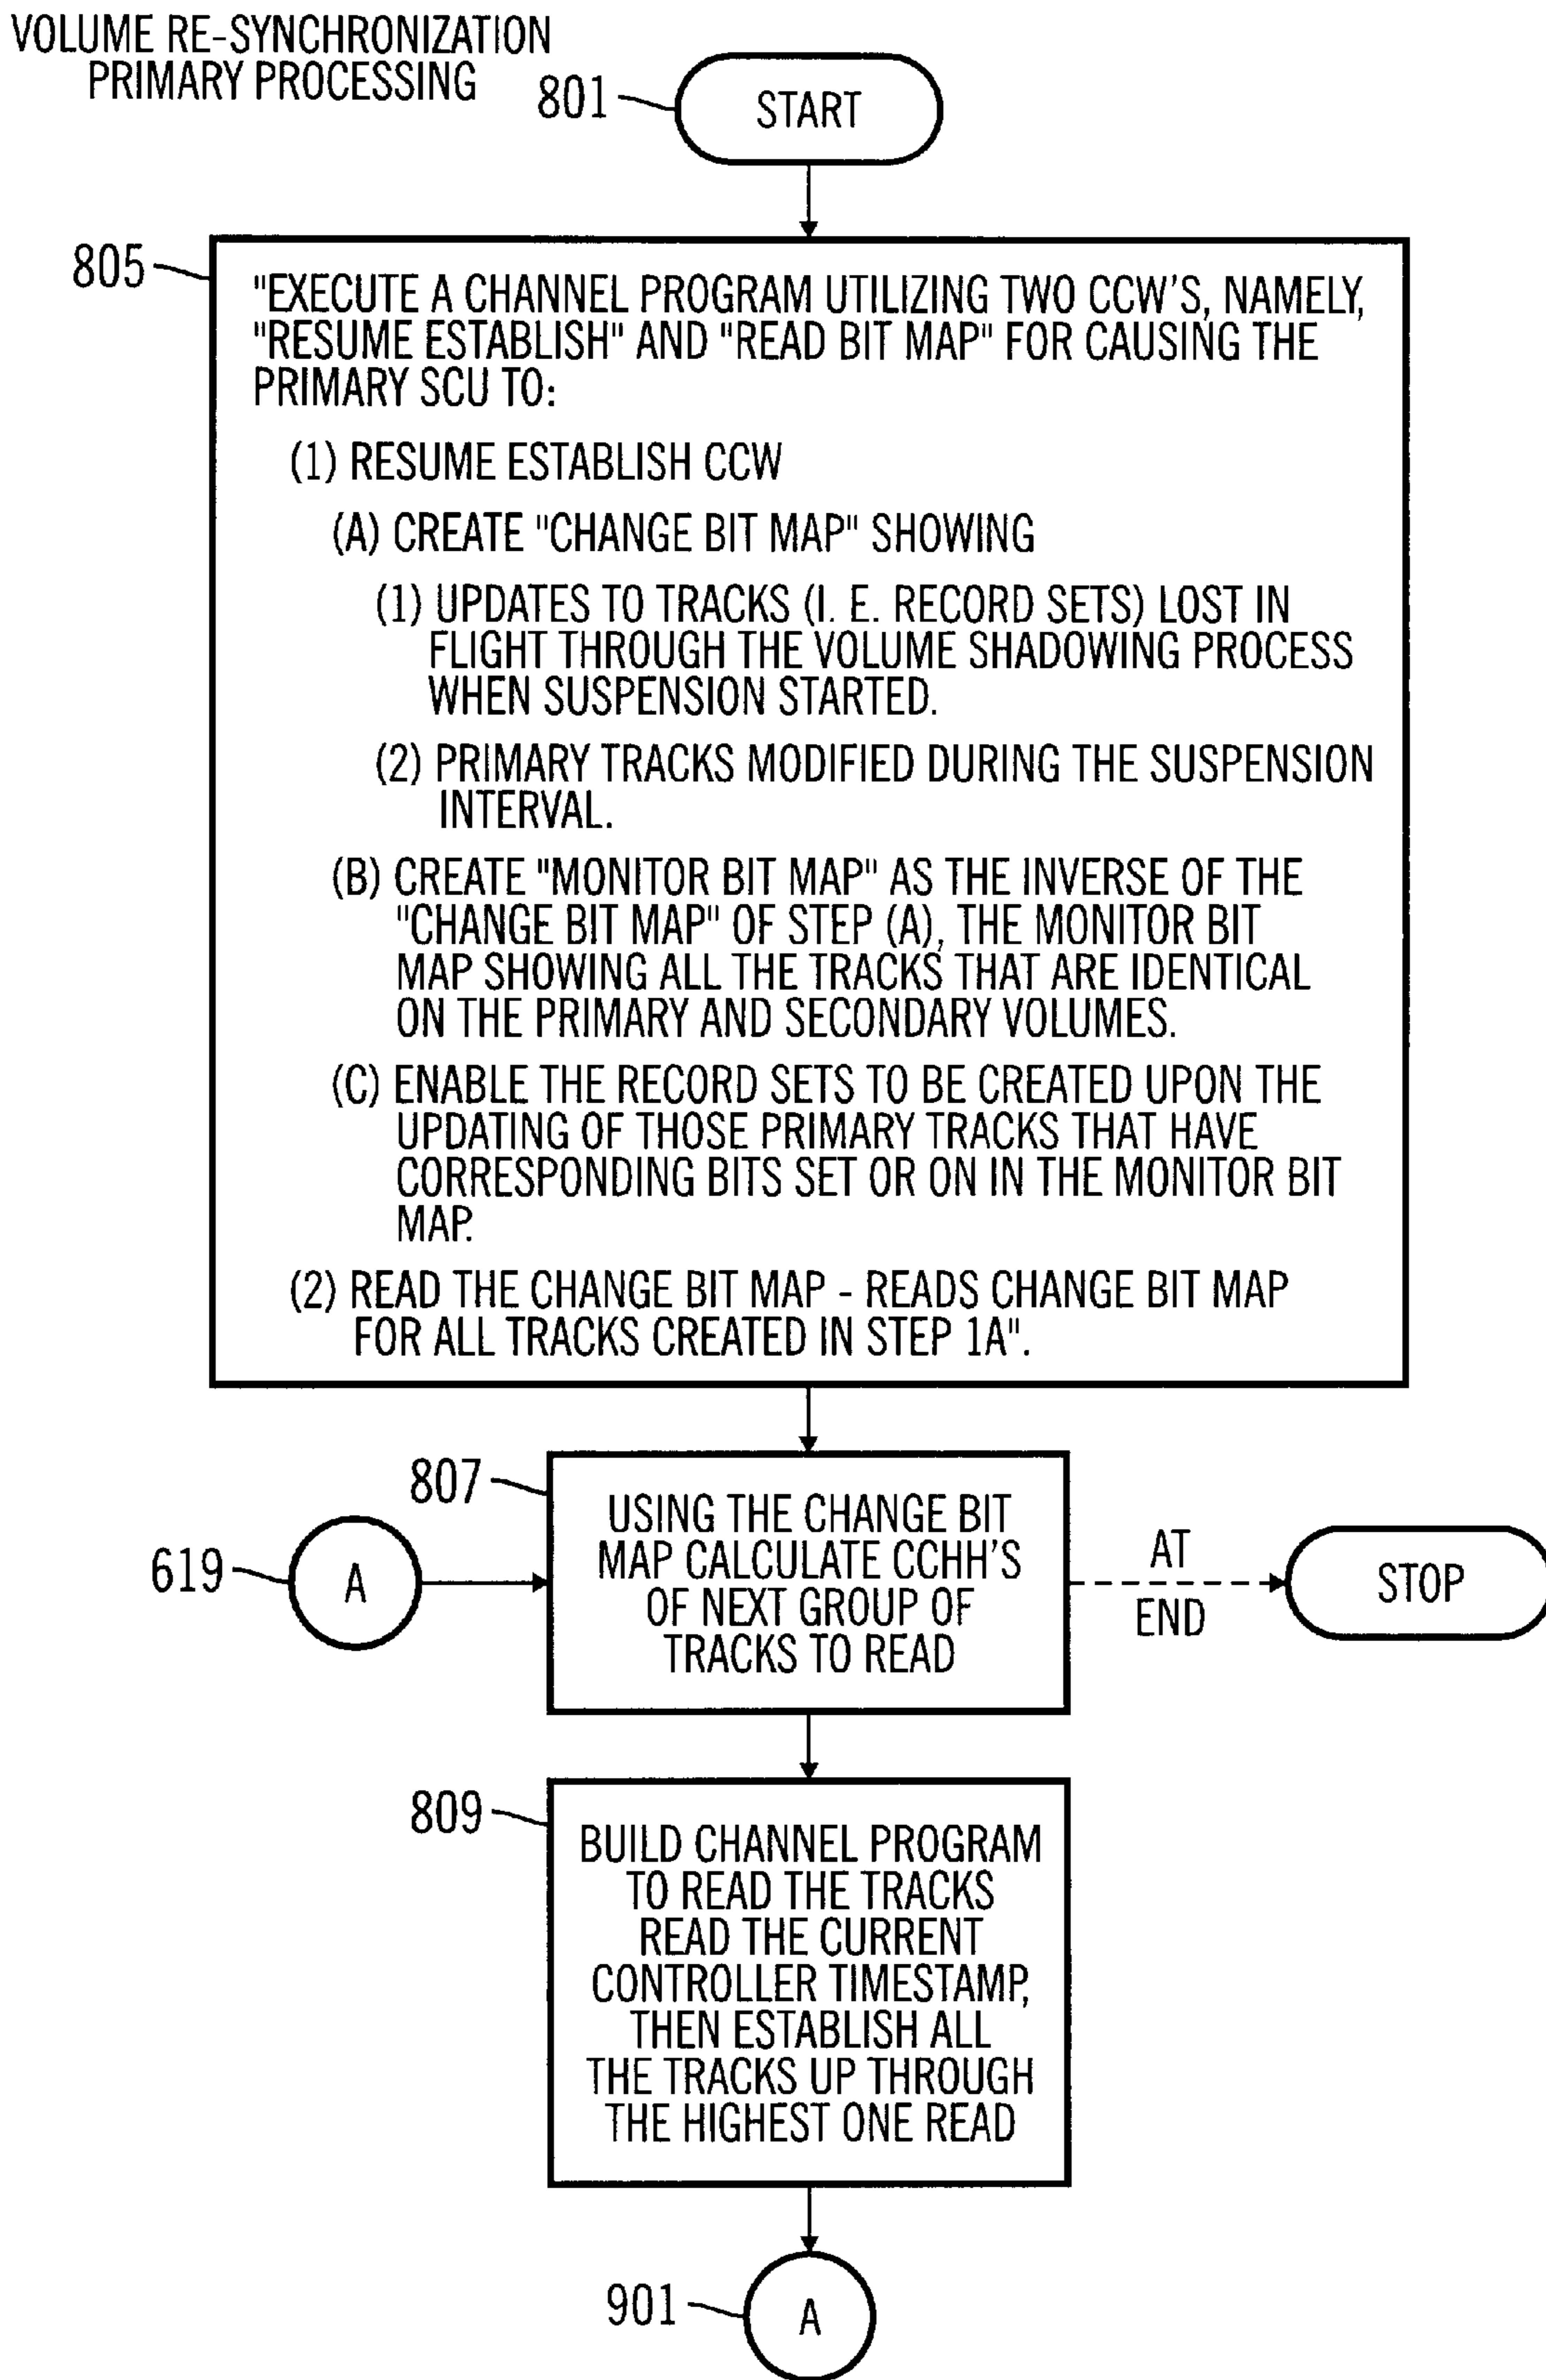 VOLUME RE-SYNCHRONIZATION
PRIMARY PROCESSING
801
START
805
"EXECUTE A CHANNEL PROGRAM UTILIZING TWO CCW'S, NAMELY,
"RESUME ESTABLISH" AND "READ BIT MAP" FOR CAUSING THE
PRIMARY SCU TO:
(1) RESUME ESTABLISH CCW
(A) CREATE "CHANGE BIT MAP" SHOWING
(1) UPDATES TO TRACKS (I. E. RECORD SETS) LOST IN
FLIGHT THROUGH THE VOLUME SHADOWING PROCESS
WHEN SUSPENSION STARTED.
(2) PRIMARY TRACKS MODIFIED DURING THE SUSPENSION
INTERVAL.
(B) CREATE "MONITOR BIT MAP" AS THE INVERSE OF THE
"CHANGE BIT MAP" OF STEP (A), THE MONITOR BIT
MAP SHOWING ALL THE TRACKS THAT ARE IDENTICAL
ON THE PRIMARY AND SECONDARY VOLUMES.
(C) ENABLE THE RECORD SETS TO BE CREATED UPON THE
UPDATING OF THOSE PRIMARY TRACKS THAT HAVE
CORRESPONDING BITS SET OR ON IN THE MONITOR BIT
MAP.
(2) READ THE CHANGE BIT MAP - READS CHANGE BIT MAP
FOR ALL TRACKS CREATED IN STEP 1A".
807
USING THE CHANGE BIT
MAP CALCULATE CCHH'S
OF NEXT GROUP OF
TRACKS TO READ
619
A
AT
END
STOP
809
BUILD CHANNEL PROGRAM
TO READ THE TRACKS
READ THE CURRENT
CONTROLLER TIMESTAMP,
THEN ESTABLISH ALL
THE TRACKS UP THROUGH
THE HIGHEST ONE READ
901
A